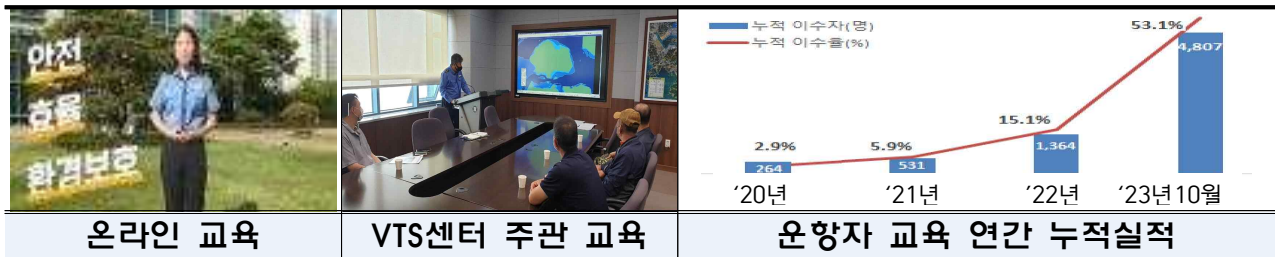 안전
효율
환경보호
누적 이수자(명)
누적 이수율(%)
53.1%
4,807
15.1%
1,364
5.9%
531
2.9%
264
‘20년
‘21년
’22년
‘23년10월
온라인 교육
VTS센터 주관 교육
운항자 교육 연간 누적실적